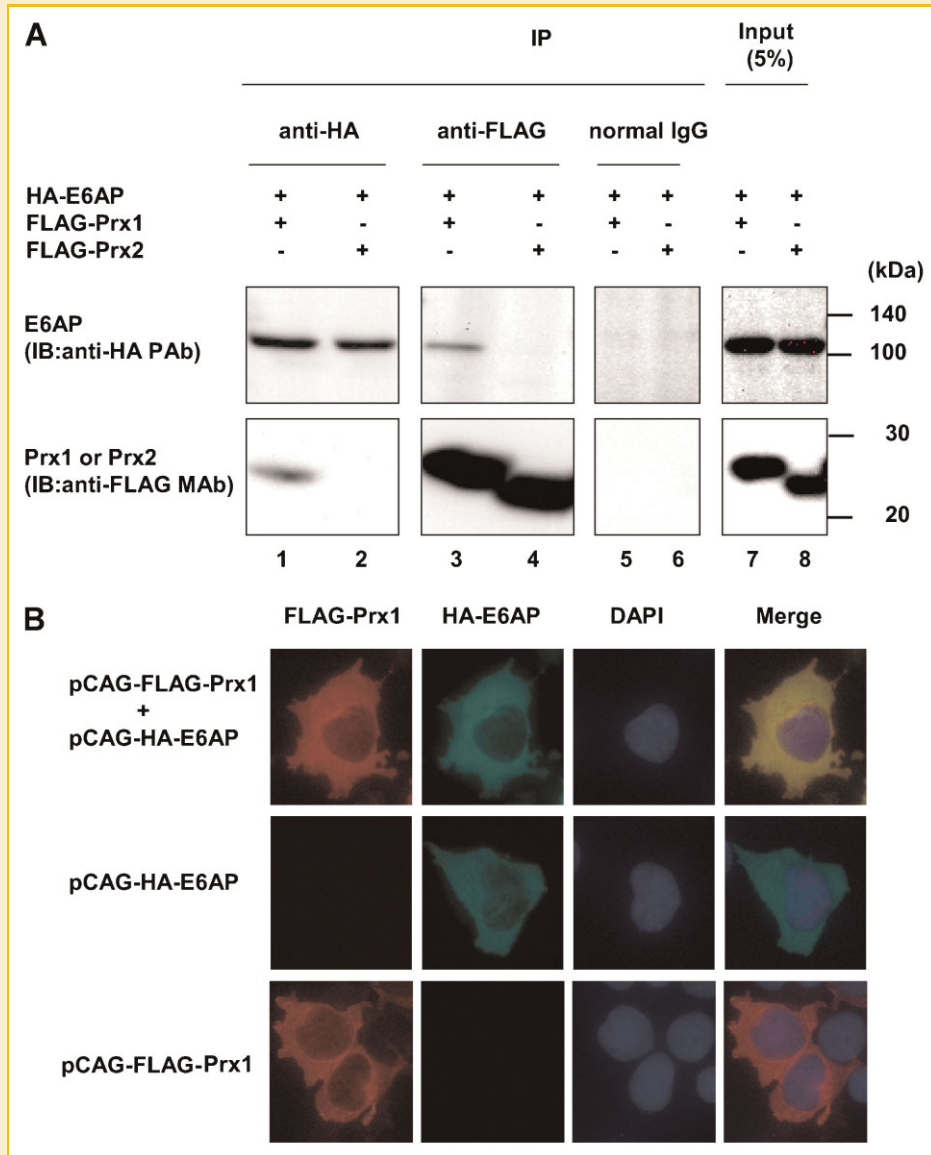 A
IP
Input
(5%)
anti-HA anti-FLAG normal IgG
HA-E6AP + + + + + + + +
FLAG-Prx1 + - + - + - + -
FLAG-Prx2 - + - + - + - +
(kDa)
E6AP
(IB:anti-HA PAb)
140
100
Prx1 or Prx2
(IB:anti-FLAG MAb)
30
20
1 2 3 4 5 6 7 8
B
FLAG-Prx1 HA-E6AP DAPI Merge
pCAG-FLAG-Prx1
+
pCAG-HA-E6AP
pCAG-HA-E6AP
pCAG-FLAG-Prx1